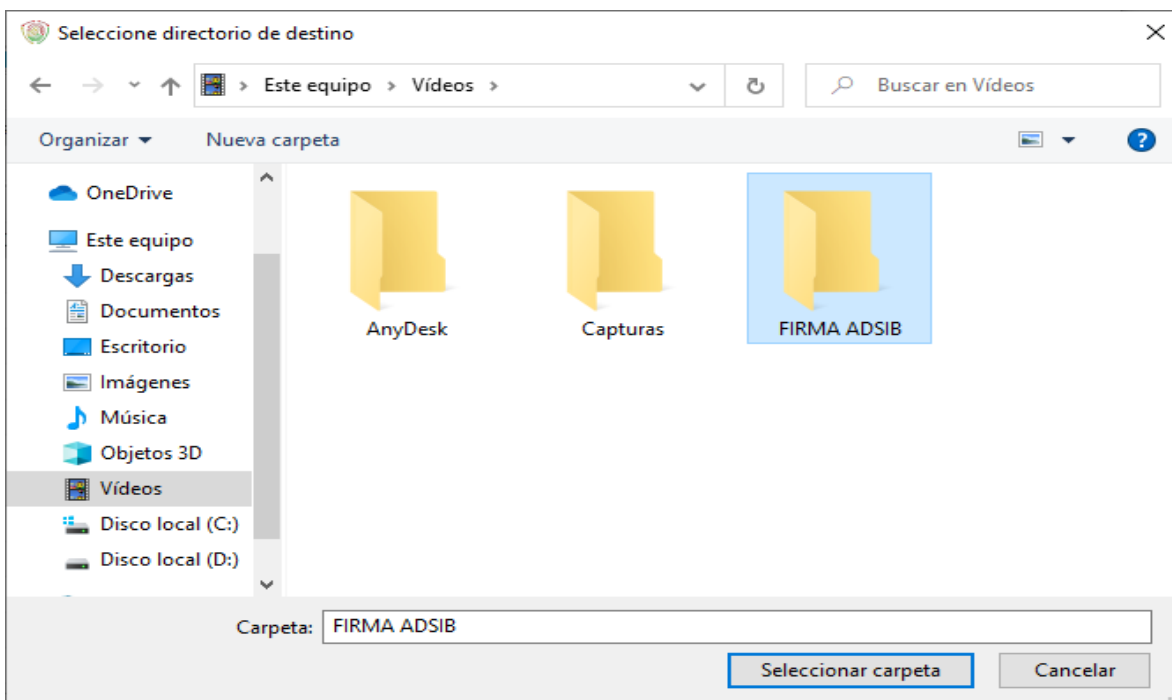 Seleccione directorio de destino
Este equipo > Vídeos >
Buscar en Vídeos
Organizar
Nueva carpeta
?
OneDrive
Este equipo
Descargas
Documentos
Escritorio
Imágenes
Música
Objetos 3D
Vídeos
Disco local (C:)
Disco local (D:)
AnyDesk
Capturas
FIRMA ADSIB
Carpeta: FIRMA ADSIB
Seleccionar carpeta
Cancelar